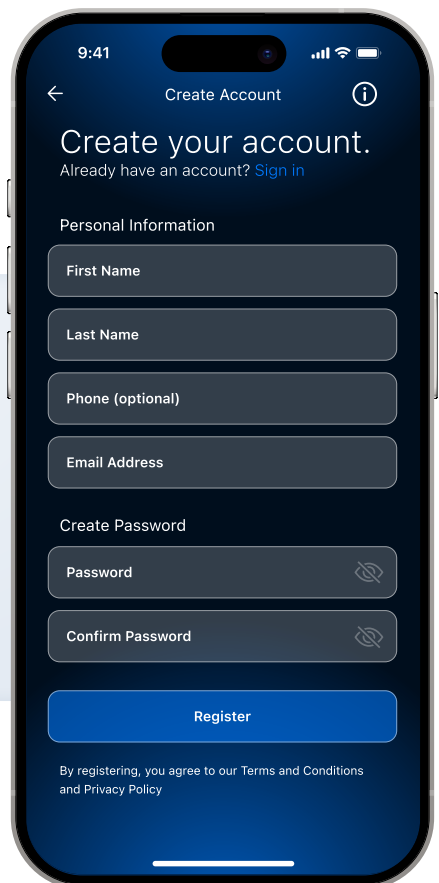 9:41
Create Account
Create your account.
Already have an account? Sign in
Personal Information
First Name
Last Name
Phone (optional)
Email Address
Create Password
Password
Confirm Password
Register
By registering, you agree to our Terms and Conditions
and Privacy Policy